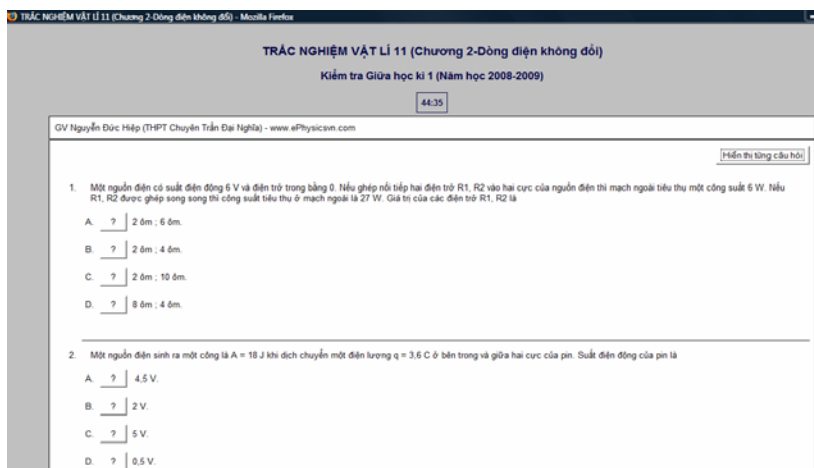 TRẮC NGHIỆM VẬT LÍ 11 (Chương 2-Dòng điện không đổi) - Mozilla Firefox
TRẮC NGHIỆM VẬT LÍ 11 (Chương 2-Dòng điện không đổi)
Kiểm tra Giữa học kì 1 (Năm học 2008-2009)
44:35
GV Nguyễn Đức Hiệp (THPT Chuyên Trần Đại Nghĩa) - www.ePhysicsvn.com
Hiển thị từng câu hỏi
1. Một nguồn điện có suất điện động 6 V và điện trở trong bằng 0. Nếu ghép nối tiếp hai điện trở R1, R2 vào hai cực của nguồn điện thì mạch ngoài tiêu thụ một công suất 6 W. Nếu
R1, R2 được ghép song song thì công suất tiêu thụ ở mạch ngoài là 27 W. Giá trị của các điện trở R1, R2 là
A. ? 2 ôm ; 6 ôm.
B. ? 2 ôm ; 4 ôm.
C. ? 2 ôm ; 10 ôm.
D. ? 8 ôm ; 4 ôm.
2. Một nguồn điện sinh ra một công là A = 18 J khi dịch chuyển một điện lượng q = 3,6 C ở bên trong và giữa hai cực của pin. Suất điện động của pin là
A. ? 4,5 V.
B. ? 2 V.
C. ? 5 V.
D. ? 0,5 V.